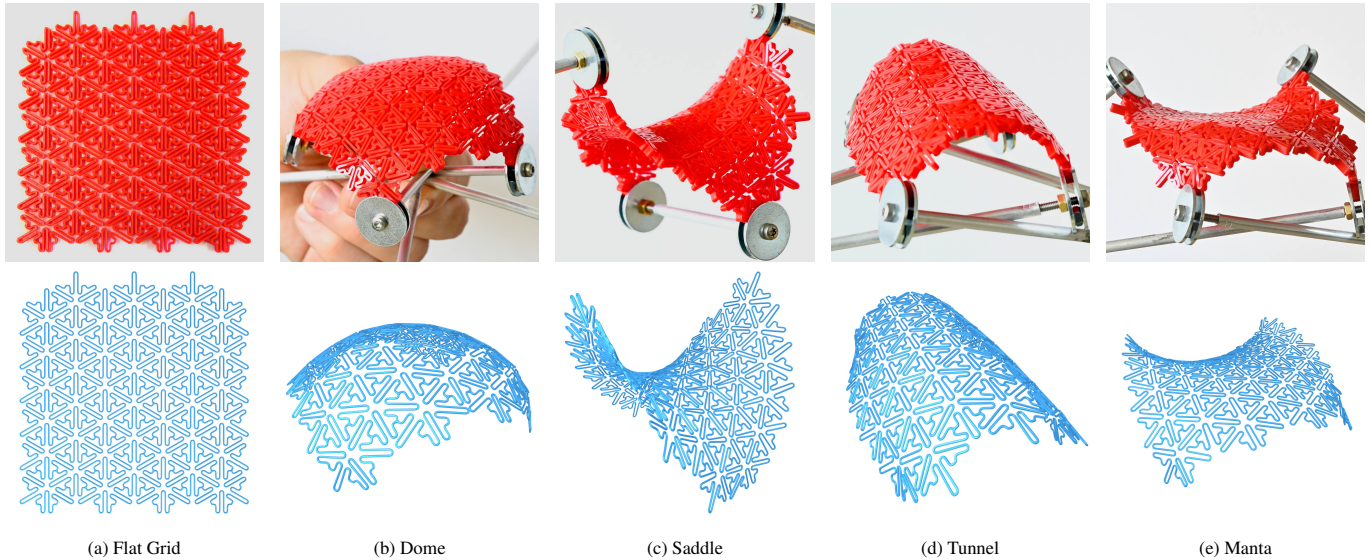 (a) Flat Grid
(b) Dome
(c) Saddle
(d) Tunnel
(e) Manta